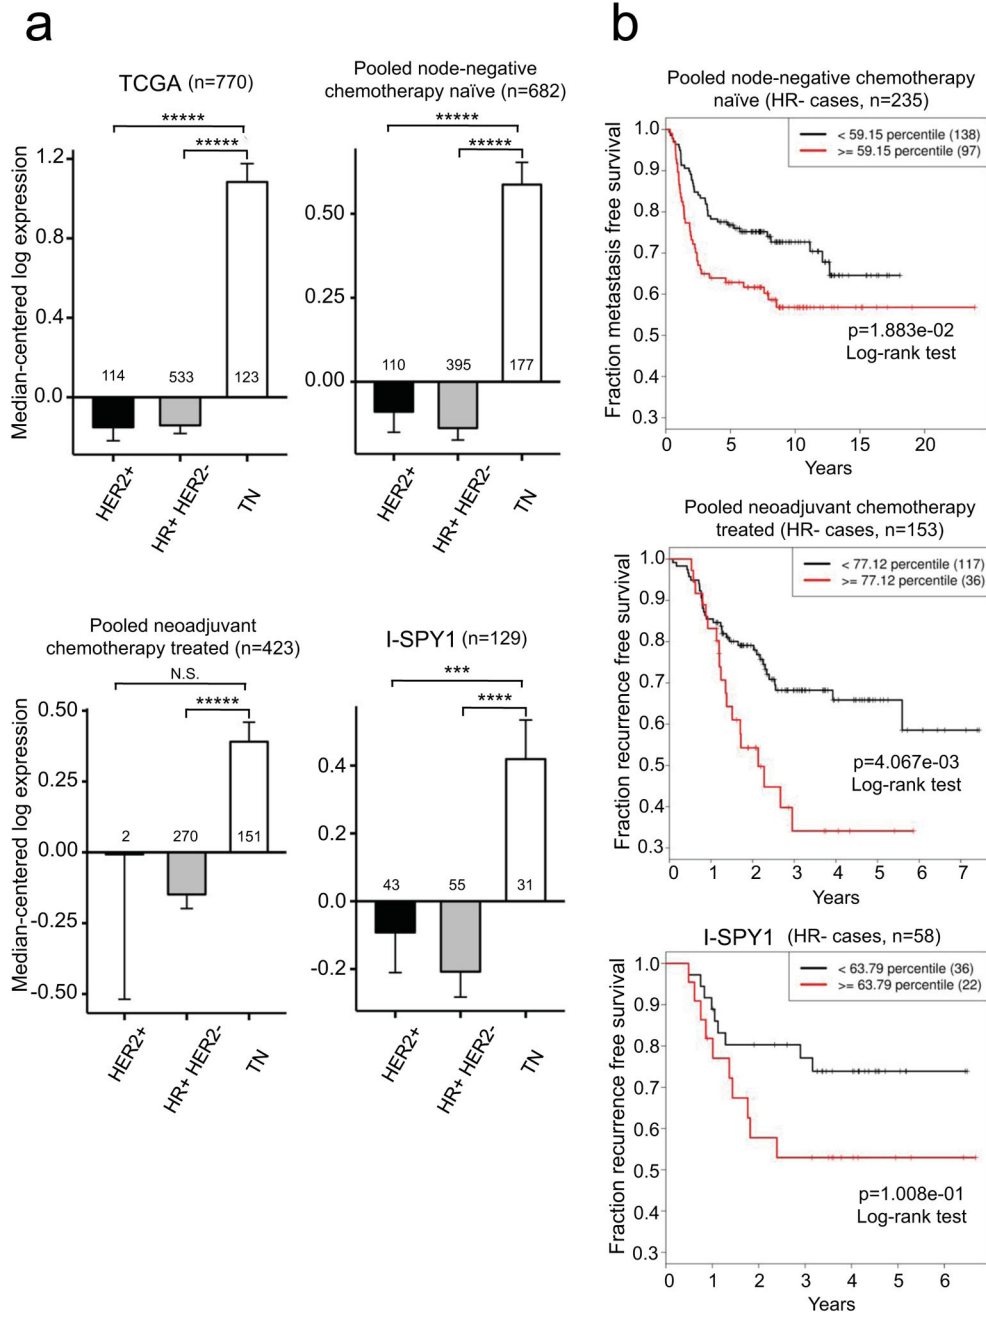 a
TCGA (n=770)
*****
*****
Median-centered log expression
1.2
0.8
0.4
0.0
114
533
123
HER2+
HR+ HER2-
TN
Pooled node-negative
chemotherapy naïve (n=682)
*****
*****
0.50
0.25
0.00
110
395
177
HER2+
HR+ HER2-
TN
Pooled neoadjuvant
chemotherapy treated (n=423)
N.S.
*****
Median-centered log expression
0.50
0.25
0.00
-0.25
-0.50
2
270
151
HER2+
HR+ HER2-
TN
I-SPY1 (n=129)
***
****
0.4
0.2
0.0
-0.2
43
55
31
HER2+
HR+ HER2-
TN
b
Pooled node-negative chemotherapy
naïve (HR- cases, n=235)
< 59.15 percentile (138)
>= 59.15 percentile (97)
Fraction metastasis free survival
1.0
0.9
0.8
0.7
0.6
0.5
0.4
0.3
p=1.883e-02
Log-rank test
0 5 10 15 20
Years
Pooled neoadjuvant chemotherapy
treated (HR- cases, n=153)
< 77.12 percentile (117)
>= 77.12 percentile (36)
Fraction recurrence free survival
1.0
0.9
0.8
0.7
0.6
0.5
0.4
0.3
p=4.067e-03
Log-rank test
0 1 2 3 4 5 6 7
Years
I-SPY1 (HR- cases, n=58)
< 63.79 percentile (36)
>= 63.79 percentile (22)
Fraction recurrence free survival
1.0
0.9
0.8
0.7
0.6
0.5
0.4
0.3
p=1.008e-01
Log-rank test
0 1 2 3 4 5 6
Years